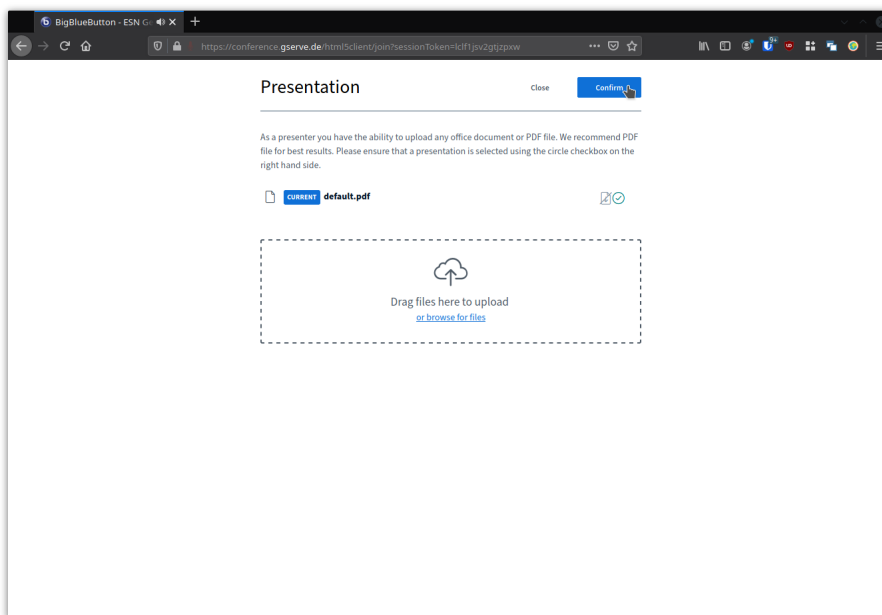 BigBlueButton - ESN Ge
https://conference.gserve.de/html5client/join?sessionToken=lclf1jsv2gtjzpxw
9+
Presentation
Close
Confirm
As a presenter you have the ability to upload any office document or PDF file. We recommend PDF
file for best results. Please ensure that a presentation is selected using the circle checkbox on the
right hand side.
CURRENT default.pdf
Drag files here to upload
or browse for files